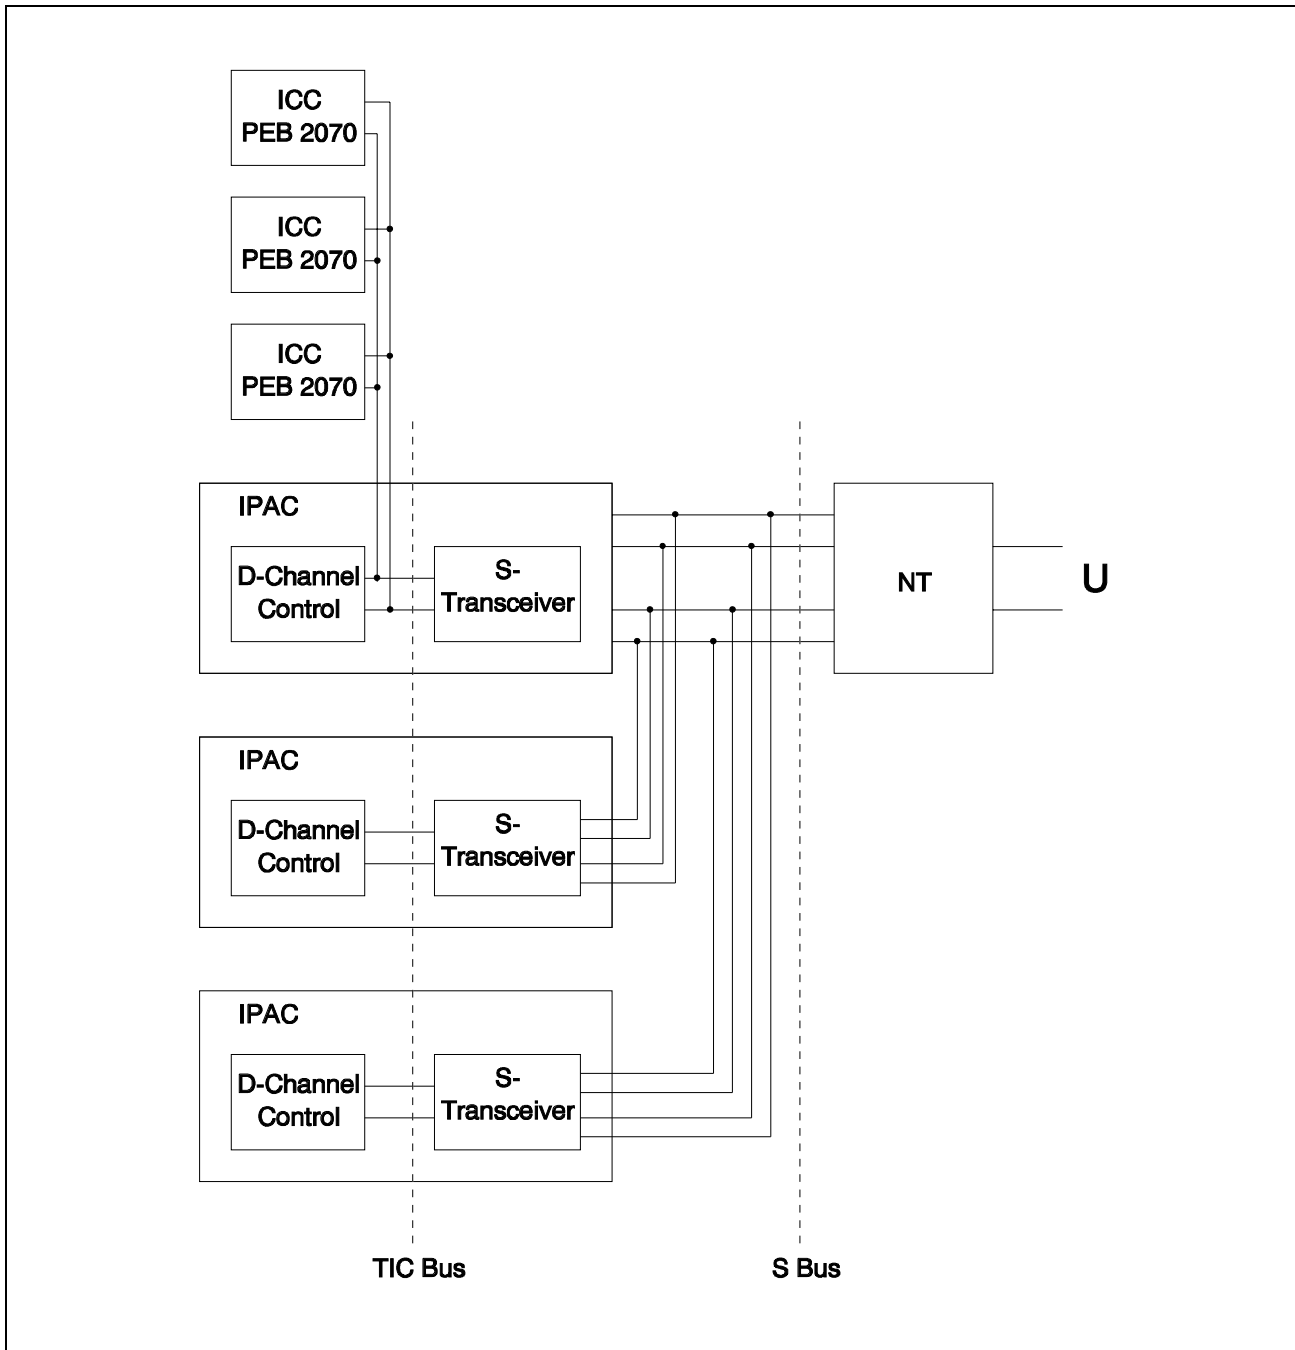 ICC
PEB 2070
ICC
PEB 2070
ICC
PEB 2070
IPAC
D-Channel
Control
S-
Transceiver
NT
U
IPAC
D-Channel
Control
S-
Transceiver
IPAC
D-Channel
Control
S-
Transceiver
TIC Bus
S Bus